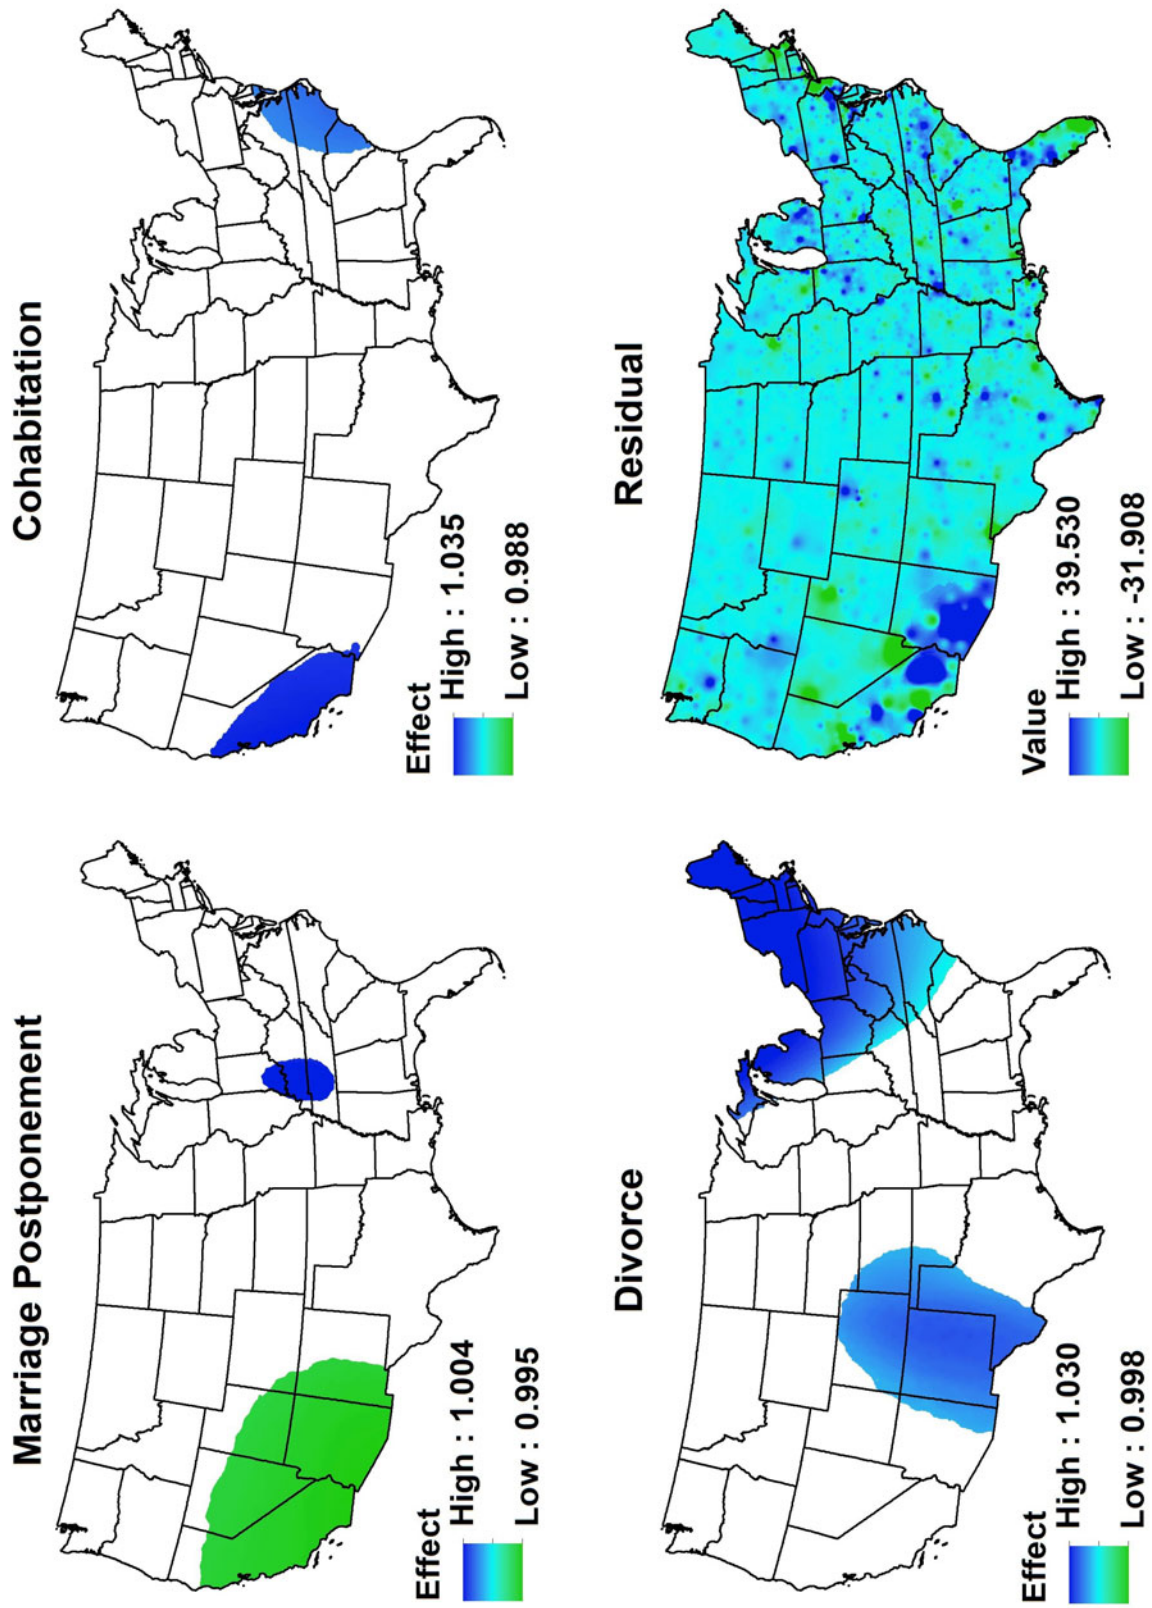 Marriage Postponement
Effect
High : 1.004
Low : 0.995
Cohabitation
Effect
High : 1.035
Low : 0.988
Divorce
Effect
High : 1.030
Low : 0.998
Residual
Value
High : 39.530
Low : -31.908